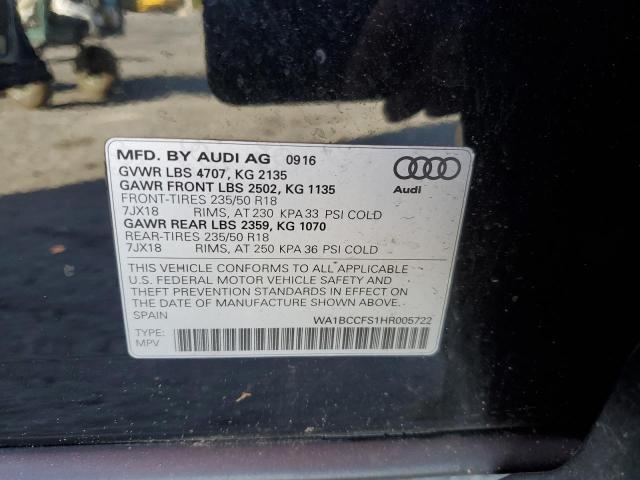 MFD. BY AUDI AG 09 16
GVWR LBS 4707, KG 2135
GAWR FRONT LBS 2502, KG 1135
FRONT-TIRES 235/50 R18
7JX18 RIMS, AT 230 KPA 33 PSI COLD
GAWR REAR LBS 2359, KG 1070
REAR-TIRES 235/50 R18
7JX18 RIMS, AT 250 KPA 36 PSI COLD
Audi
THIS VEHICLE CONFORMS TO ALL APPLICABLE
U.S. FEDERAL MOTOR VEHICLE SAFETY AND
THEFT PREVENTION STANDARDS IN EFFECT ON
THE DATE OF MANUFACTURE SHOWN ABOVE.
SPAIN WA1BCCFS1HR005722
TYPE:
MPV